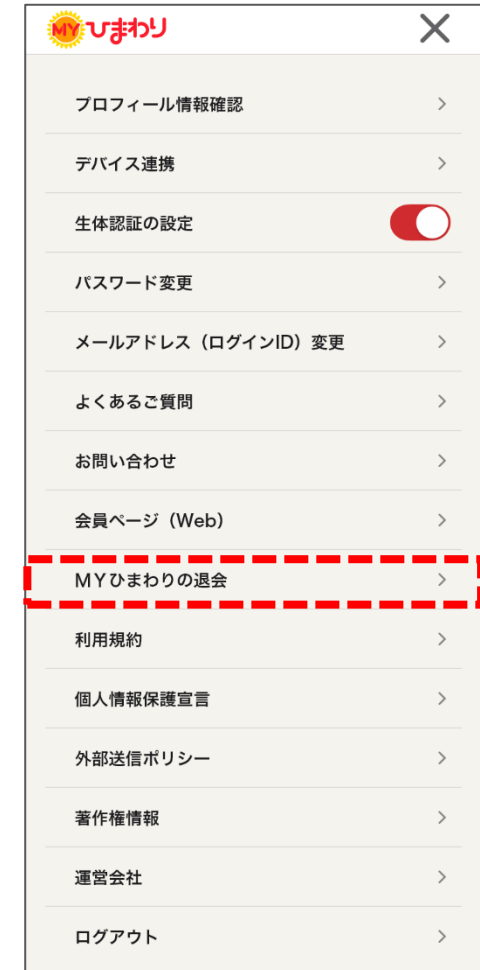 MYひまわり
プロフィール情報確認
デバイス連携
生体認証の設定
パスワード変更
メールアドレス（ログインID）変更
よくあるご質問
お問い合わせ
会員ページ（Web）
ＭＹひまわりの退会
利用規約
個人情報保護宣言
外部送信ポリシー
著作権情報
運営会社
ログアウト